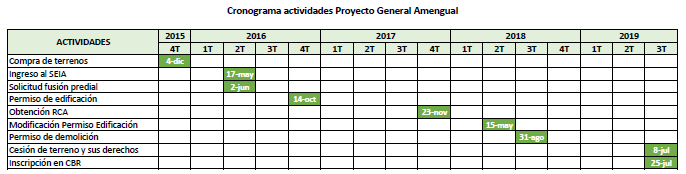 Cronograma actividades Proyecto General Amengual
ACTIVIDADES 2015 2016 2017 2018 2019
4T 1T 2T 3T 4T 1T 2T 3T 4T 1T 2T 3T 4T 1T 2T 3T
Compra de terrenos 4-dic
Ingreso al SEIA 17-may
Solicitud fusión predial 2-jun
Permiso de edificación 14-oct
Obtención RCA 23-nov
Modificación Permiso Edificación 15-may
Permiso de demolición 31-ago
Cesión de terreno y sus derechos 8-jul
Inscripción en CBR 25-jul